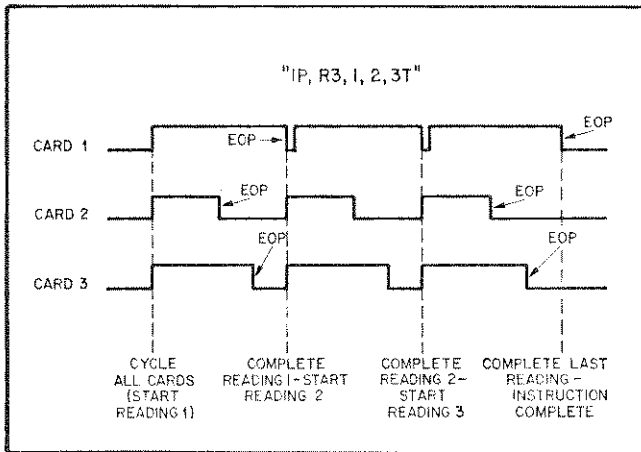 "IP, R3, 1, 2, 3T"
CARD 1
EOP
EOP
CARD 2
EOP
EOP
CARD 3
EOP
EOP
CYCLE
ALL CARDS
(START
READING 1)
COMPLETE
READING 1-START
READING 2
COMPLETE
READING 2-
START
READING 3
COMPLETE LAST
READING -
INSTRUCTION
COMPLETE